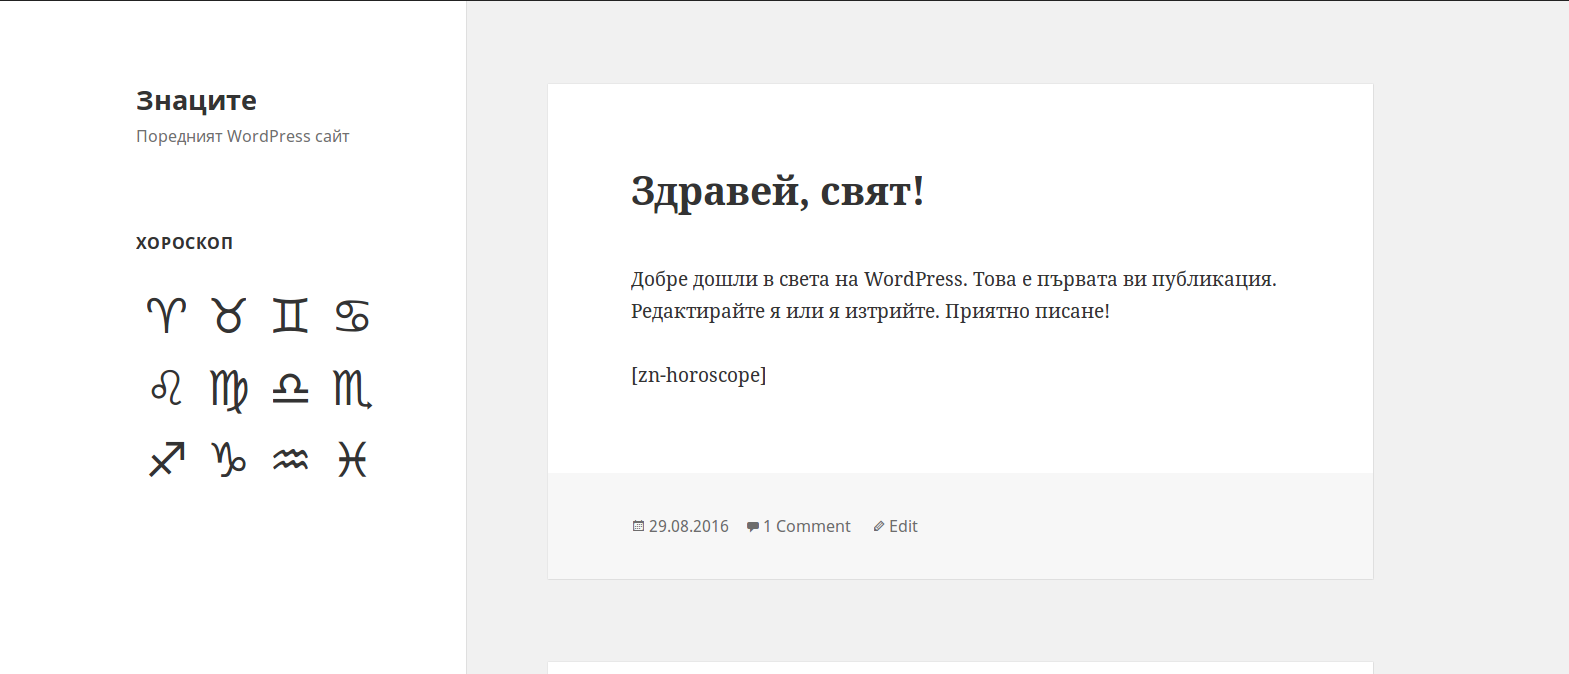 Знаците
Поредният WordPress сайт
ХОРОСКОП
♈ ♉ ♊ ♋
♌ ♍ ♎ ♏
♐ ♑ ♒ ♓
Здравей, свят!
Добре дошли в света на WordPress. Това е първата ви публикация.
Редактирайте я или я изтрийте. Приятно писане!
[zn-horoscope]
29.08.2016 1 Comment Edit